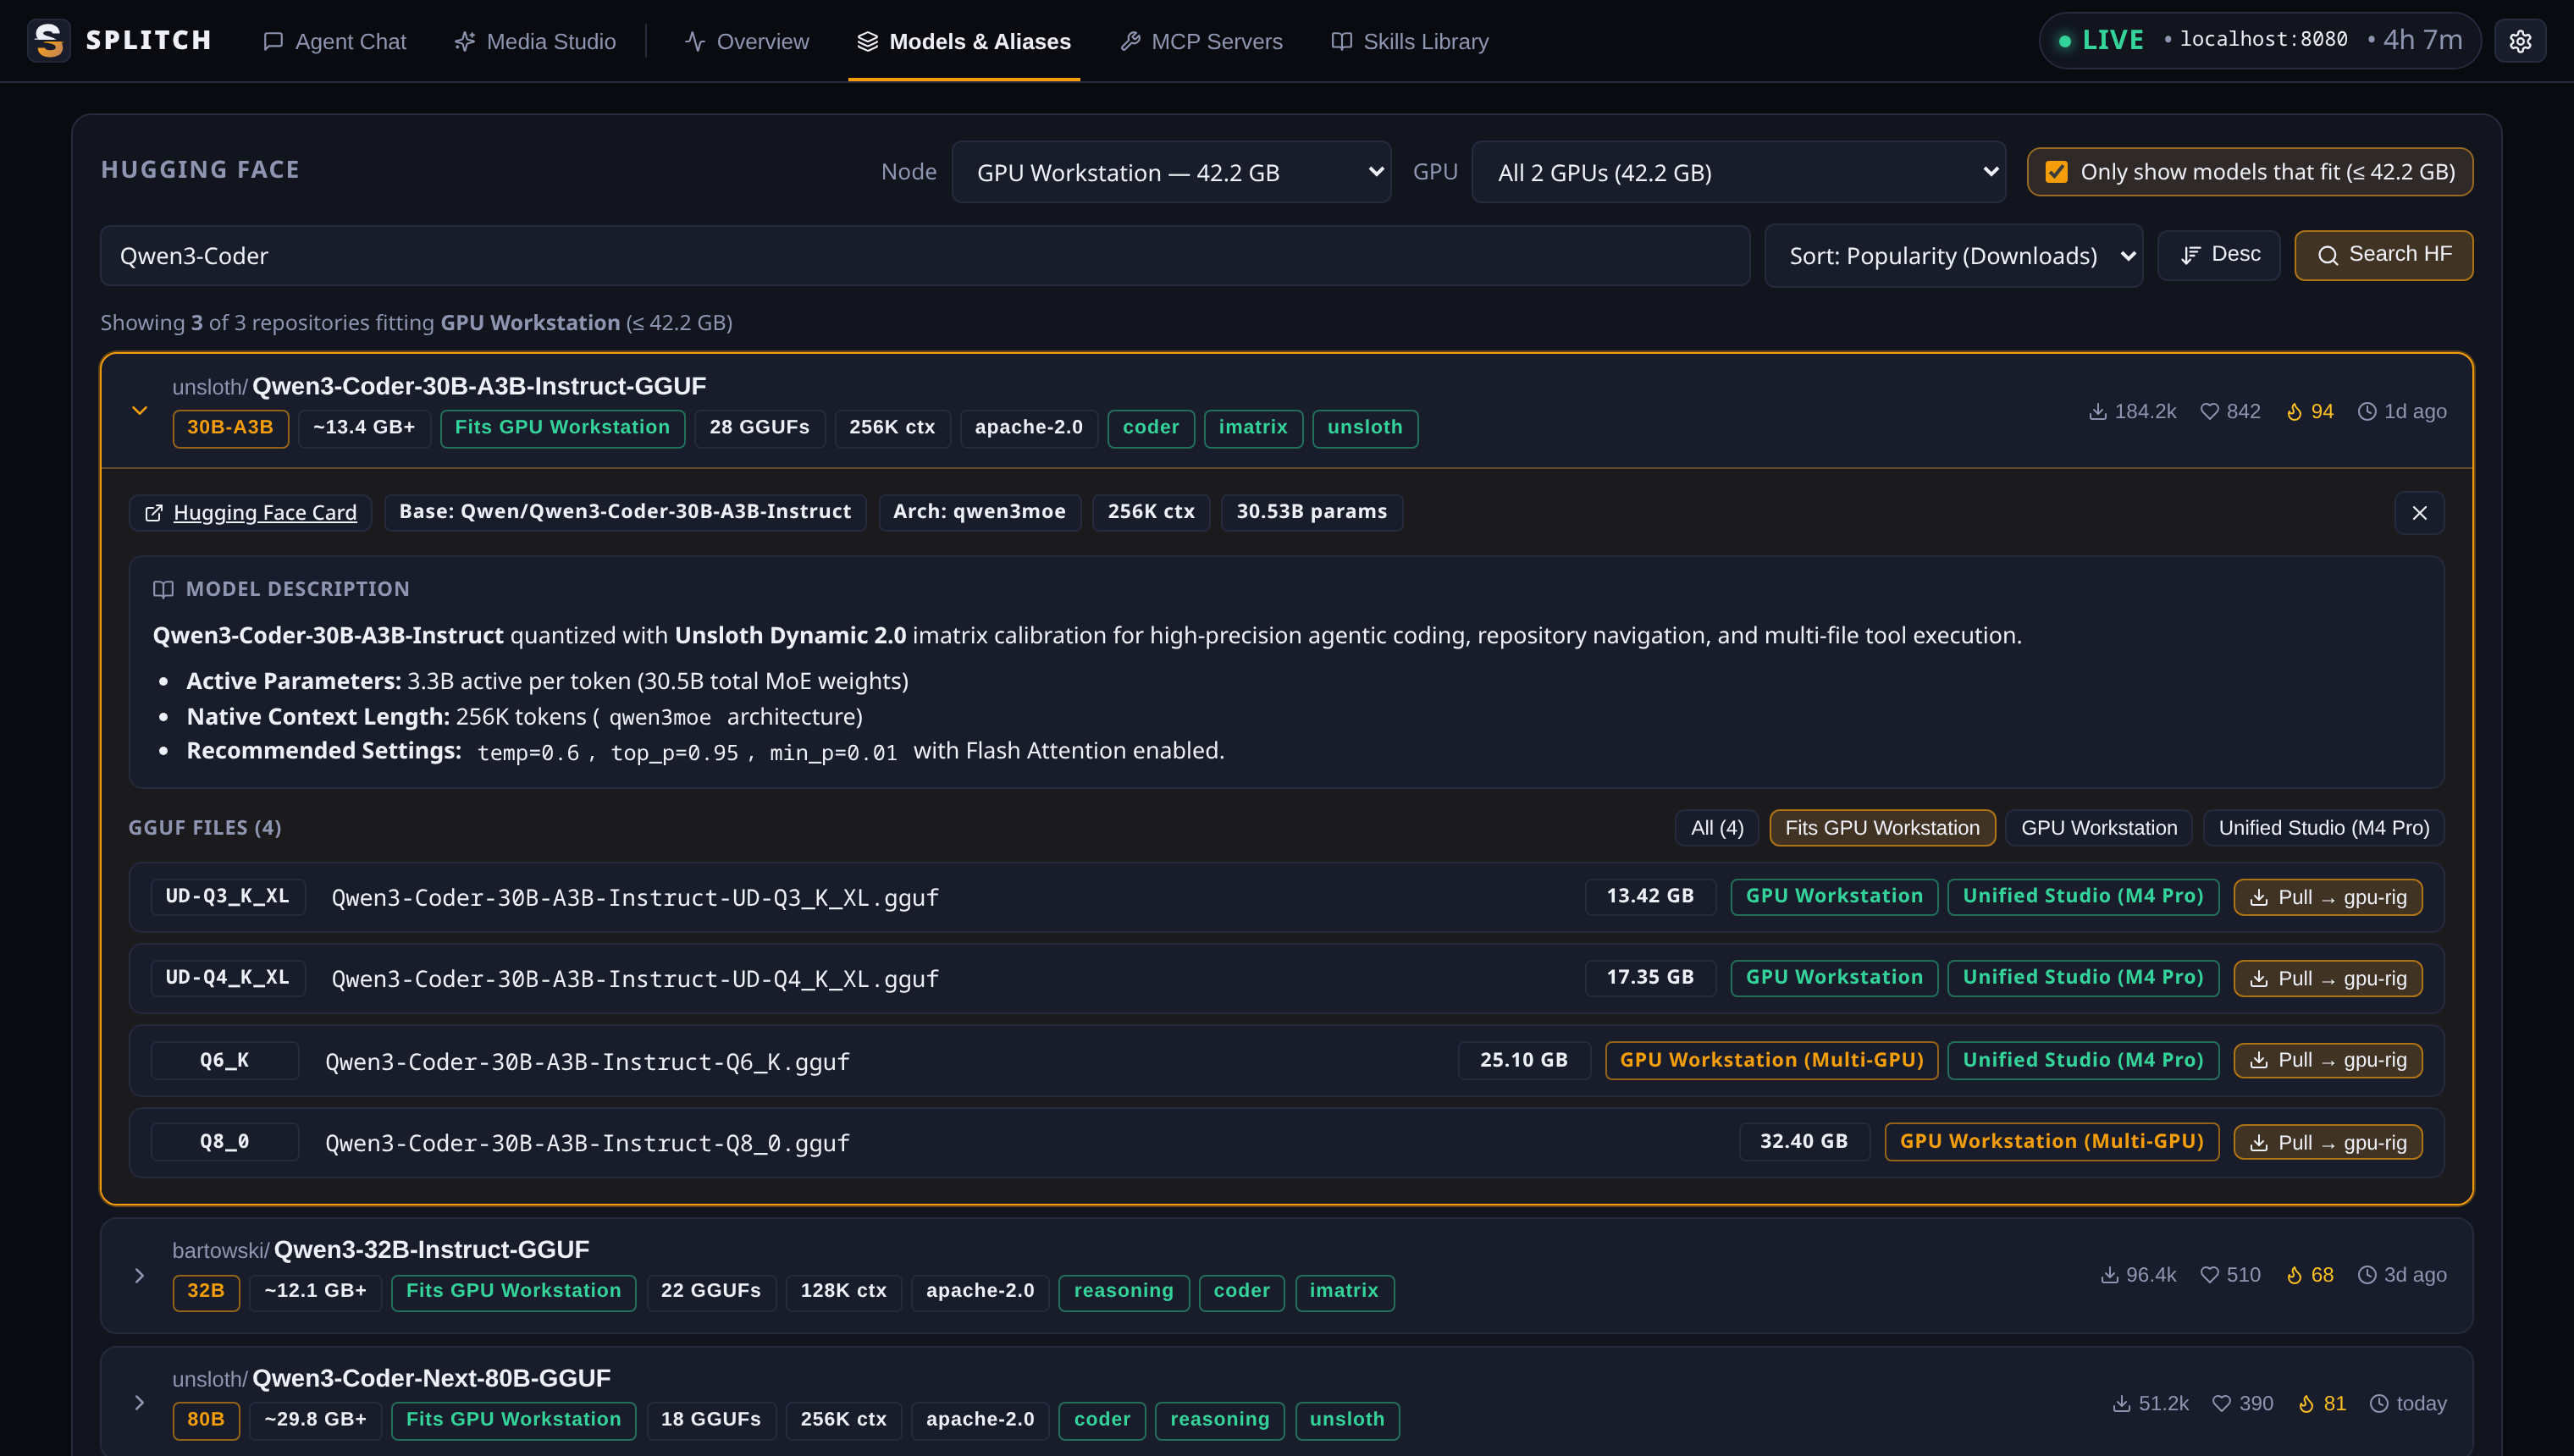 SPLITCH Agent Chat Media Studio Overview Models & Aliases MCP Servers Skills Library LIVE • localhost:8080 • 4h 7m
HUGGING FACE Node GPU Workstation — 42.2 GB GPU All 2 GPUs (42.2 GB) Only show models that fit (≤ 42.2 GB)
Qwen3-Coder Sort: Popularity (Downloads) Desc Search HF
Showing 3 of 3 repositories fitting GPU Workstation (≤ 42.2 GB)
unsloth/ Qwen3-Coder-30B-A3B-Instruct-GGUF
30B-A3B ~13.4 GB+ Fits GPU Workstation 28 GGUFs 256K ctx apache-2.0 coder imatrix unsloth 184.2k 842 94 1d ago
Hugging Face Card Base: Qwen/Qwen3-Coder-30B-A3B-Instruct Arch: qwen3moe 256K ctx 30.53B params
MODEL DESCRIPTION
Qwen3-Coder-30B-A3B-Instruct quantized with Unsloth Dynamic 2.0 imatrix calibration for high-precision agentic coding, repository navigation, and multi-file tool execution.
• Active Parameters: 3.3B active per token (30.5B total MoE weights)
• Native Context Length: 256K tokens ( qwen3moe architecture)
• Recommended Settings: temp=0.6 , top_p=0.95 , min_p=0.01 with Flash Attention enabled.
GGUF FILES (4) All (4) Fits GPU Workstation GPU Workstation Unified Studio (M4 Pro)
UD-Q3_K_XL Qwen3-Coder-30B-A3B-Instruct-UD-Q3_K_XL.gguf 13.42 GB GPU Workstation Unified Studio (M4 Pro) Pull → gpu-rig
UD-Q4_K_XL Qwen3-Coder-30B-A3B-Instruct-UD-Q4_K_XL.gguf 17.35 GB GPU Workstation Unified Studio (M4 Pro) Pull → gpu-rig
Q6_K Qwen3-Coder-30B-A3B-Instruct-Q6_K.gguf 25.10 GB GPU Workstation (Multi-GPU) Unified Studio (M4 Pro) Pull → gpu-rig
Q8_0 Qwen3-Coder-30B-A3B-Instruct-Q8_0.gguf 32.40 GB GPU Workstation (Multi-GPU) Pull → gpu-rig
bartowski/ Qwen3-32B-Instruct-GGUF
32B ~12.1 GB+ Fits GPU Workstation 22 GGUFs 128K ctx apache-2.0 reasoning coder imatrix 96.4k 510 68 3d ago
unsloth/ Qwen3-Coder-Next-80B-GGUF
80B ~29.8 GB+ Fits GPU Workstation 18 GGUFs 256K ctx apache-2.0 coder reasoning unsloth 51.2k 390 81 today